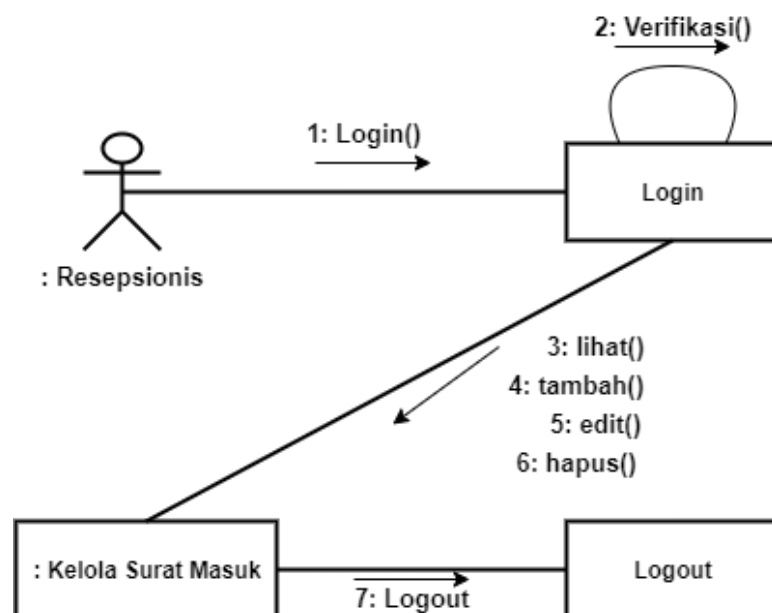 2: Verifikasi()
1: Login()
Login
: Resepsionis
3: lihat()
4: tambah()
5: edit()
6: hapus()
: Kelola Surat Masuk
7: Logout
Logout